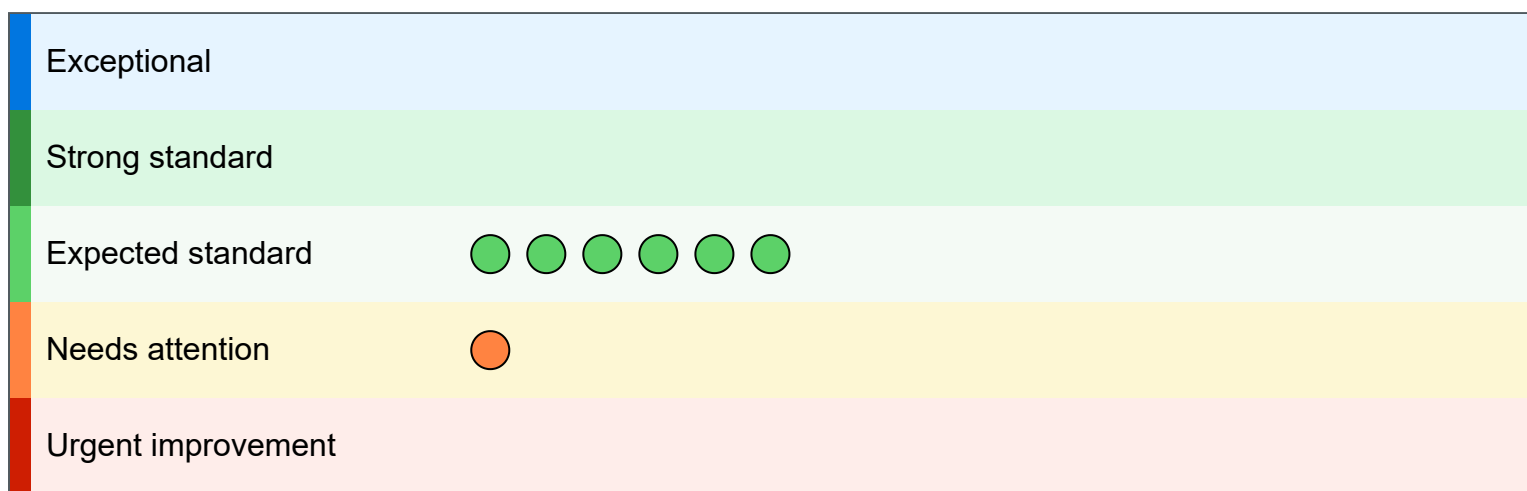 Exceptional
Strong standard
Expected standard
Needs attention
Urgent improvement